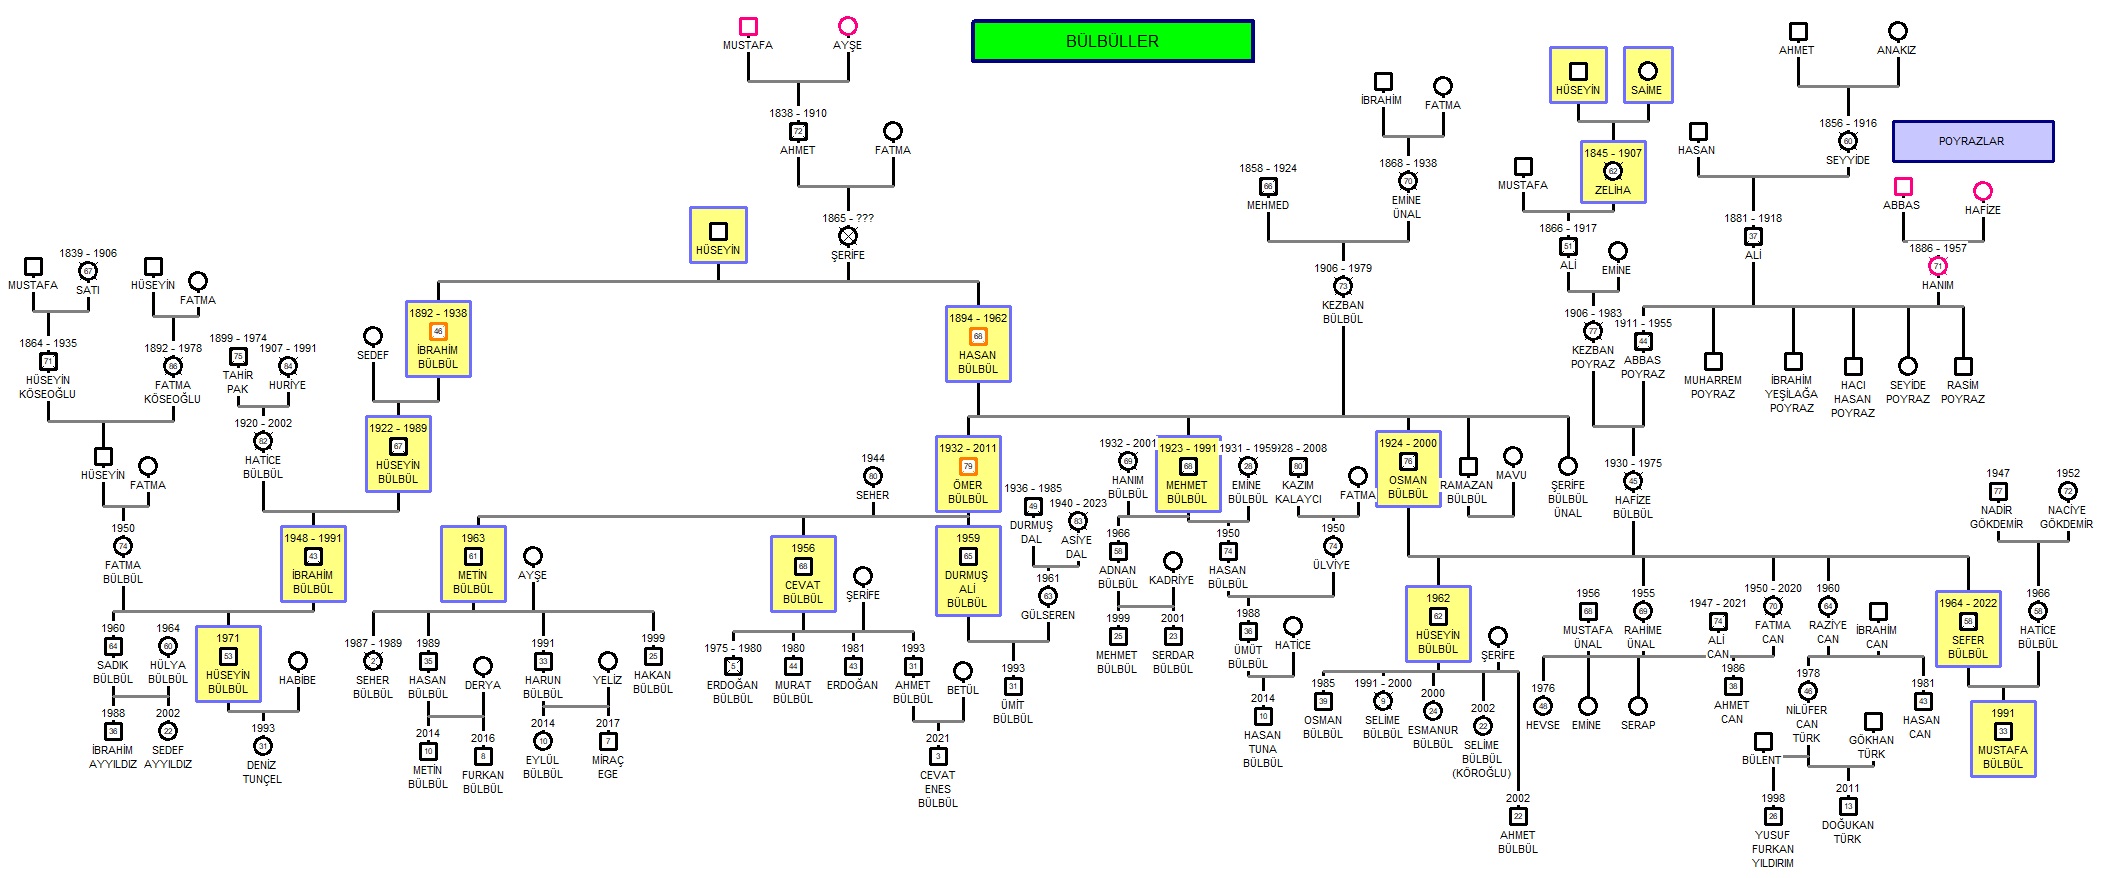 BÜLBÜLLER
POYRAZLAR
MUSTAFA
AYŞE
1838 - 1910
72
AHMET
FATMA
1865 - ???
ŞERİFE
HÜSEYİN
İBRAHİM
FATMA
1858 - 1924
66
MEHMED
1868 - 1938
70
EMİNE
ÜNAL
1906 - 1979
73
KEZBAN
BÜLBÜL
HÜSEYİN
SAİME
1845 - 1907
62
ZELİHA
MUSTAFA
1866 - 1917
51
ALİ
EMİNE
1906 - 1983
77
KEZBAN
POYRAZ
AHMET
ANAKIZ
1856 - 1916
60
SEYYİDE
HASAN
1881 - 1918
37
ALİ
ABBAS
HAFİZE
1886 - 1957
71
HANIM
1911 - 1955
44
ABBAS
POYRAZ
MUHARREM
POYRAZ
İBRAHİM
YEŞİLAĞA
POYRAZ
HACI
HASAN
POYRAZ
SEYİDE
POYRAZ
RASİM
POYRAZ
MUSTAFA
1839 - 1906
67
SATI
HÜSEYİN
FATMA
1864 - 1935
71
HÜSEYİN
KÖSEOĞLU
1892 - 1978
86
FATMA
KÖSEOĞLU
1899 - 1974
75
TAHİR
PAK
1907 - 1991
84
HURİYE
SEDEF
1892 - 1938
46
İBRAHİM
BÜLBÜL
1894 - 1962
68
HASAN
BÜLBÜL
HÜSEYİN
FATMA
1920 - 2002
82
HATİCE
BÜLBÜL
1922 - 1989
67
HÜSEYİN
BÜLBÜL
1944
80
SEHER
1932 - 2011
79
ÖMER
BÜLBÜL
1936 - 1985
49
DURMUŞ
DAL
1940 - 2023
83
ASİYE
DAL
1932 - 2001
69
HANIM
BÜLBÜL
1923 - 1991
68
MEHMET
BÜLBÜL
1931 - 1959
28
EMİNE
BÜLBÜL
28 - 2008
80
KAZIM
KALAYCI
FATMA
1924 - 2000
76
OSMAN
BÜLBÜL
RAMAZAN
BÜLBÜL
MAVU
ŞERİFE
BÜLBÜL
ÜNAL
1930 - 1975
45
HAFİZE
BÜLBÜL
1947
77
NADİR
GÖKDEMİR
1952
72
NACİYE
GÖKDEMİR
1950
74
FATMA
BÜLBÜL
1948 - 1991
43
İBRAHİM
BÜLBÜL
1963
61
METİN
BÜLBÜL
AYŞE
1956
68
CEVAT
BÜLBÜL
ŞERİFE
1959
65
DURMUŞ
ALİ
BÜLBÜL
1961
63
GÜLSEREN
1966
58
ADNAN
BÜLBÜL
KADRİYE
1950
74
HASAN
BÜLBÜL
1950
74
ÜLVİYE
1962
62
HÜSEYİN
BÜLBÜL
ŞERİFE
1956
68
MUSTAFA
ÜNAL
1955
69
RAHİME
ÜNAL
1947 - 2021
74
ALİ
CAN
1950 - 2020
70
FATMA
CAN
1960
64
RAZİYE
CAN
İBRAHİM
CAN
1964 - 2022
58
SEFER
BÜLBÜL
1966
58
HATİCE
BÜLBÜL
1960
64
SADIK
BÜLBÜL
1964
60
HÜLYA
BÜLBÜL
1971
53
HÜSEYİN
BÜLBÜL
HABİBE
1987 - 1989
2
SEHER
BÜLBÜL
1989
35
HASAN
BÜLBÜL
DERYA
1991
33
HARUN
BÜLBÜL
YELİZ
1999
25
HAKAN
BÜLBÜL
1975 - 1980
5
ERDOĞAN
BÜLBÜL
1980
44
MURAT
BÜLBÜL
1981
43
ERDOĞAN
1993
31
AHMET
BÜLBÜL
BETÜL
1993
31
ÜMİT
BÜLBÜL
1999
25
MEHMET
BÜLBÜL
2001
23
SERDAR
BÜLBÜL
1988
36
ÜMÜT
BÜLBÜL
HATİCE
1985
39
OSMAN
BÜLBÜL
1991 - 2000
9
SELİME
BÜLBÜL
2000
24
ESMANUR
BÜLBÜL
2002
22
SELİME
BÜLBÜL
(KÖROĞLU)
2002
22
AHMET
BÜLBÜL
1976
48
HEVSE
EMİNE
SERAP
1986
38
AHMET
CAN
1978
46
NİLÜFER
CAN
TÜRK
1981
43
HASAN
CAN
GÖKHAN
TÜRK
BÜLENT
1991
33
MUSTAFA
BÜLBÜL
1988
36
İBRAHİM
AYYILDIZ
2002
22
SEDEF
AYYILDIZ
1993
31
DENİZ
TUNÇEL
2014
10
METİN
BÜLBÜL
2016
8
FURKAN
BÜLBÜL
2014
10
EYLÜL
BÜLBÜL
2017
7
MİRAÇ
EGE
2021
3
CEVAT
ENES
BÜLBÜL
2014
10
HASAN
TUNA
BÜLBÜL
1998
26
YUSUF
FURKAN
YILDIRIM
2011
13
DOĞUKAN
TÜRK